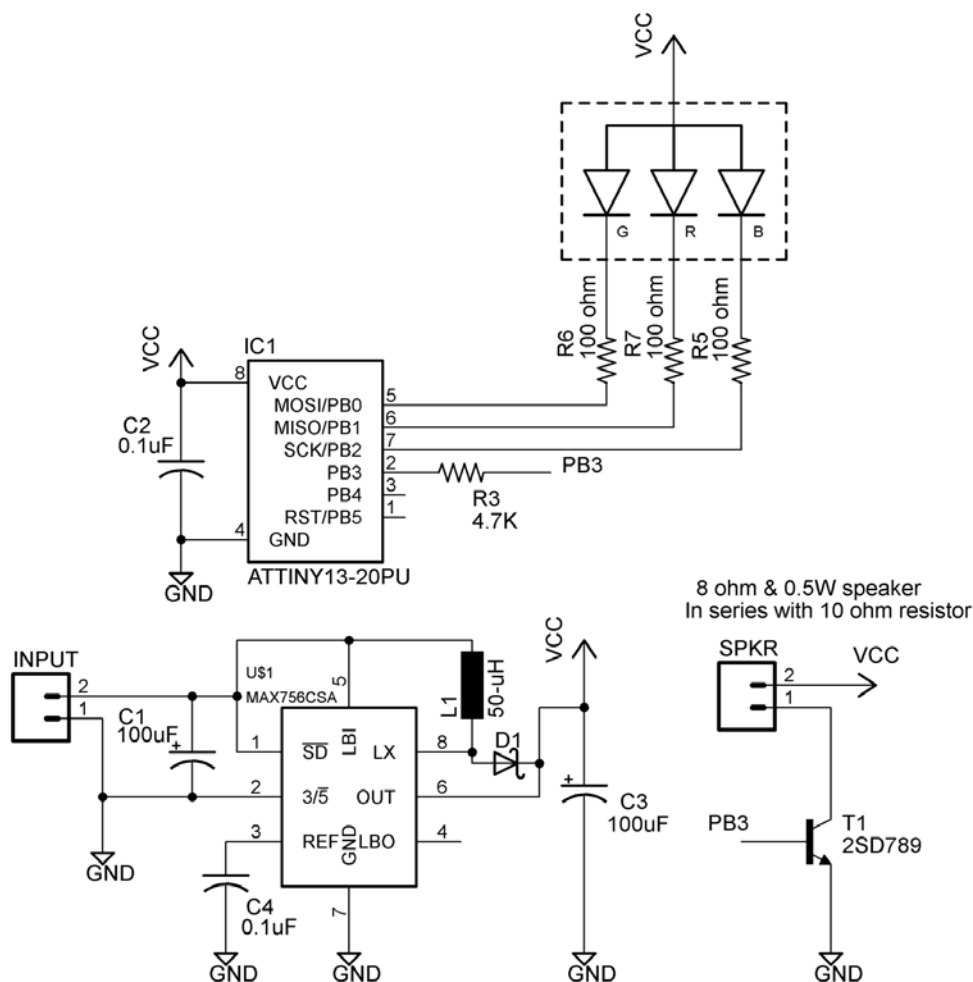 VCC
G
R
B
R6
100 ohm
R7
100 ohm
R5
100 ohm
VCC
IC1
8
VCC
MOSI/PB0
5
MISO/PB1
6
SCK/PB2
7
PB3
2
PB3
PB4
3
R3
4.7K
RST/PB5
1
C2
0.1uF
4
GND
GND
ATTINY13-20PU
8 ohm & 0.5W speaker
In series with 10 ohm resistor
INPUT
2
1
C1
100uF
+
U$1
MAX756CSA
5
L1
50-uH
VCC
SPKR
VCC
2
1
1
SD
LBI
LX
8
D1
2
3/5
OUT
6
+
C3
100uF
3
REF
GND
LBO
4
PB3
T1
2SD789
GND
C4
0.1uF
7
GND
GND
GND
GND